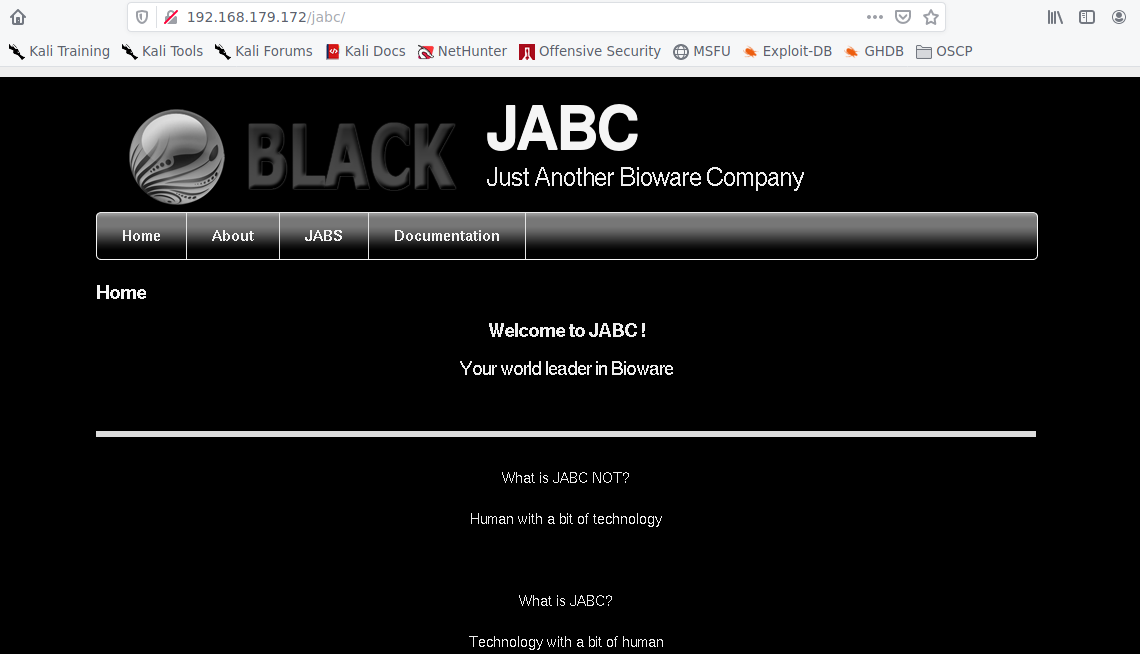 192.168.179.172/jabc/
Kali Training Kali Tools Kali Forums Kali Docs NetHunter Offensive Security MSFU Exploit-DB GHDB OSCP
BLACK
JABC
Just Another Bioware Company
Home About JABS Documentation
Home
Welcome to JABC !
Your world leader in Bioware
What is JABC NOT?
Human with a bit of technology
What is JABC?
Technology with a bit of human